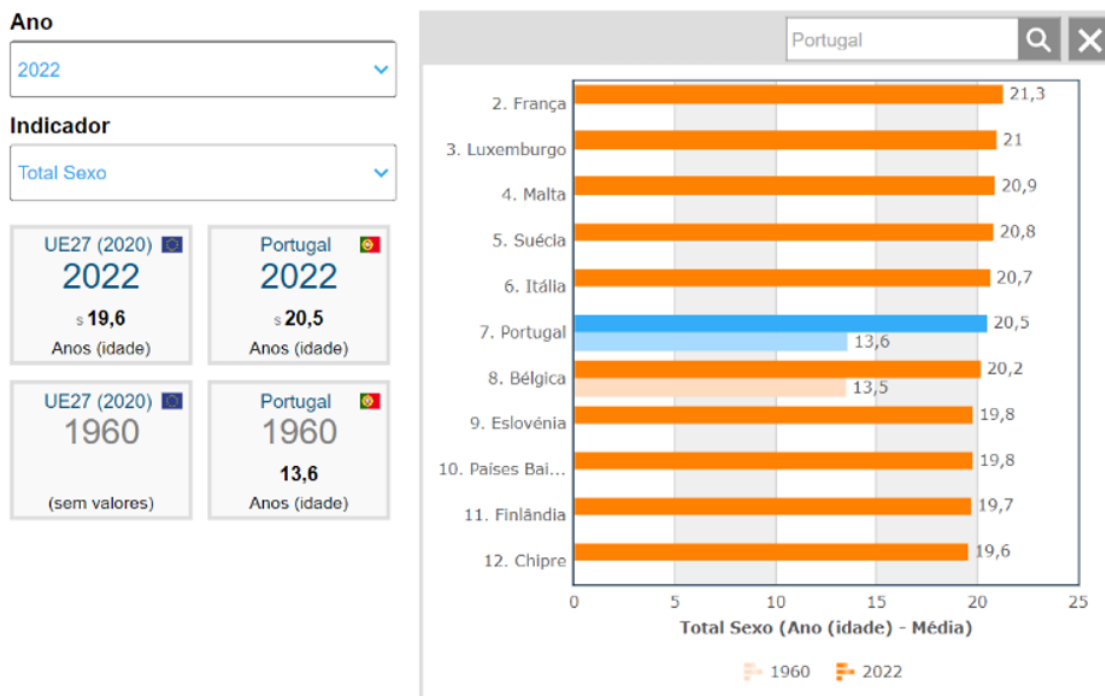 Ano
2022
Indicador
Total Sexo
UE27 (2020)
2022
s 19,6
Anos (idade)
Portugal
2022
s 20,5
Anos (idade)
UE27 (2020)
1960
(sem valores)
Portugal
1960
13,6
Anos (idade)
Portugal
2. França 21,3
3. Luxemburgo 21
4. Malta 20,9
5. Suécia 20,8
6. Itália 20,7
7. Portugal 20,5
13,6
8. Bélgica 20,2
13,5
9. Eslovénia 19,8
10. Países Bai... 19,8
11. Finlândia 19,7
12. Chipre 19,6
0 5 10 15 20 25
Total Sexo (Ano (idade) - Média)
1960 2022